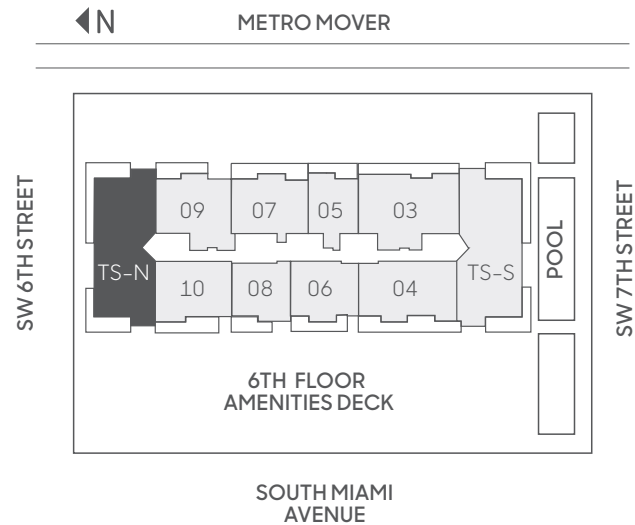 N
METRO MOVER
SW 6TH STREET
09
07
05
03
TS-N
TS-S
10
08
06
04
POOL
SW 7TH STREET
6TH FLOOR
AMENITIES DECK
SOUTH MIAMI
AVENUE